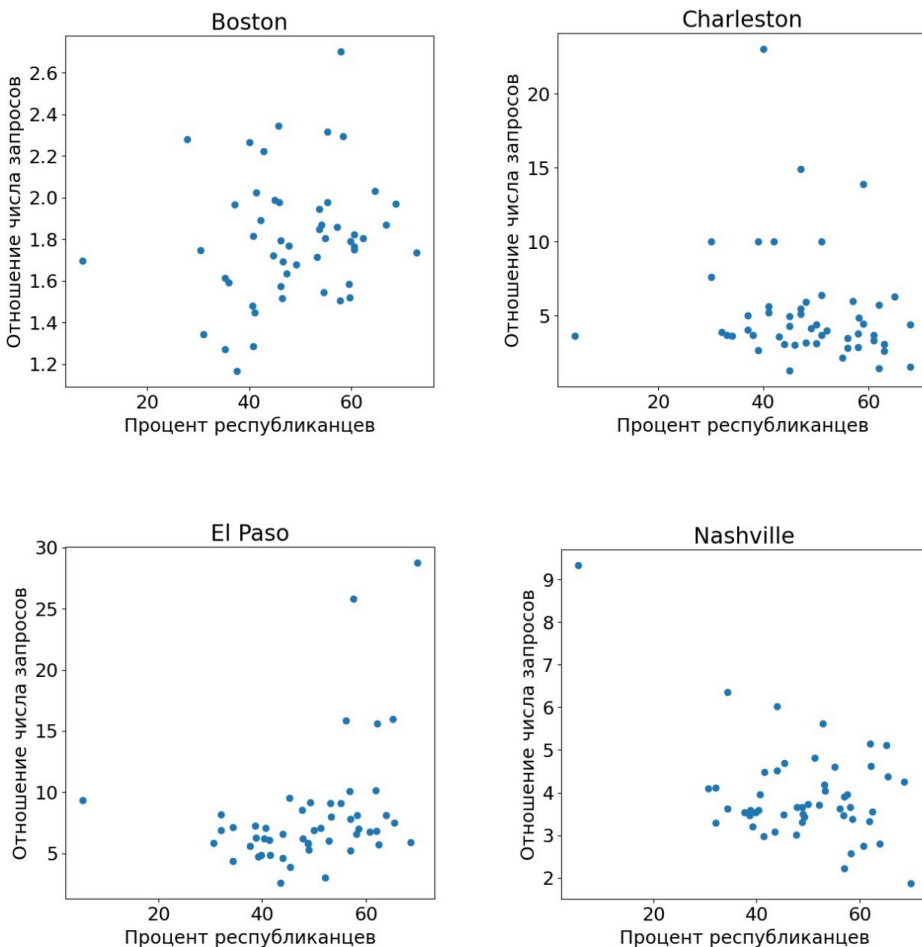 Boston
Отношение числа запросов
2.6
2.4
2.2
2.0
1.8
1.6
1.4
1.2
20 40 60
Процент республиканцев
Charleston
Отношение числа запросов
20
15
10
5
20 40 60
Процент республиканцев
El Paso
Отношение числа запросов
30
25
20
15
10
5
20 40 60
Процент республиканцев
Nashville
Отношение числа запросов
9
8
7
6
5
4
3
2
20 40 60
Процент республиканцев